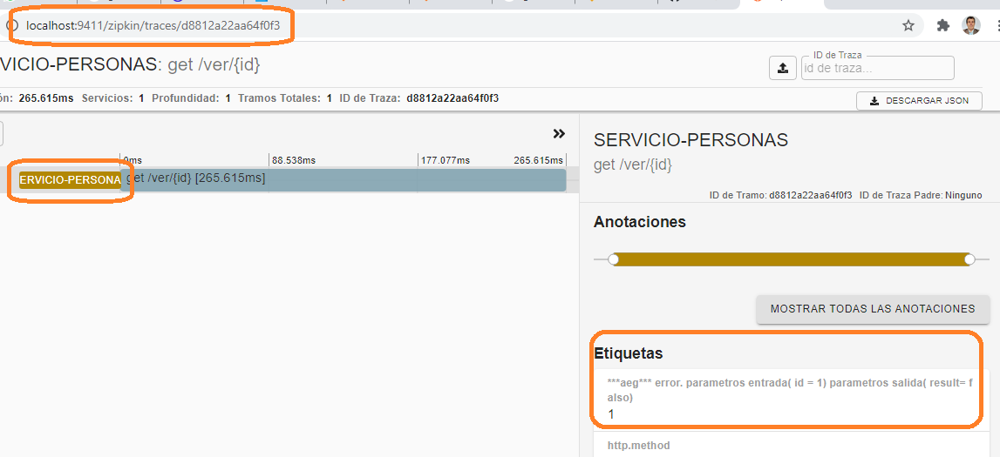 localhost:9411/zipkin/traces/d8812a22aa64f0f3
VICIO-PERSONAS: get /ver/{id}
ID de Traza
id de traza...
ón: 265.615ms Servicios: 1 Profundidad: 1 Tramos Totales: 1 ID de Traza: d8812a22aa64f0f3
DESCARGAR JSON
0ms 88.538ms 177.077ms 265.615ms
ERVICIO-PERSONA get /ver/{id} [265.615ms]
SERVICIO-PERSONAS
get /ver/{id}
ID de Tramo: d8812a22aa64f0f3 ID de Traza Padre: Ninguno
Anotaciones
MOSTRAR TODAS LAS ANOTACIONES
Etiquetas
***aeg*** error. parametros entrada( id = 1) parametros salida( result= f
also)
1
http.method